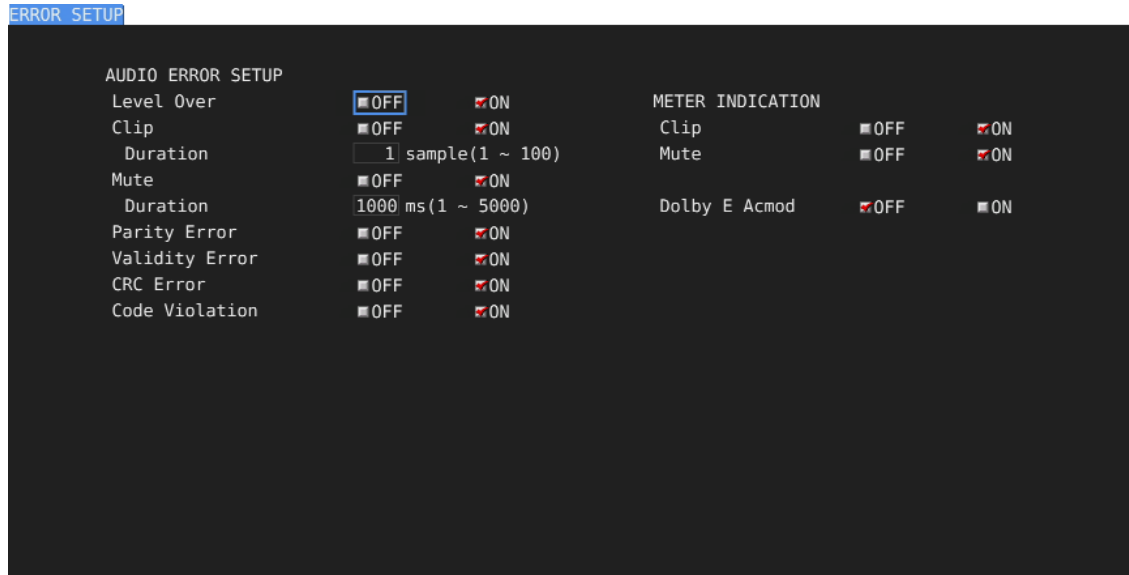 ERROR SETUP
AUDIO ERROR SETUP
Level Over OFF ON METER INDICATION
Clip OFF ON Clip OFF ON
Duration 1 sample(1 ~ 100) Mute OFF ON
Mute OFF ON
Duration 1000 ms(1 ~ 5000) Dolby E Acmod OFF ON
Parity Error OFF ON
Validity Error OFF ON
CRC Error OFF ON
Code Violation OFF ON